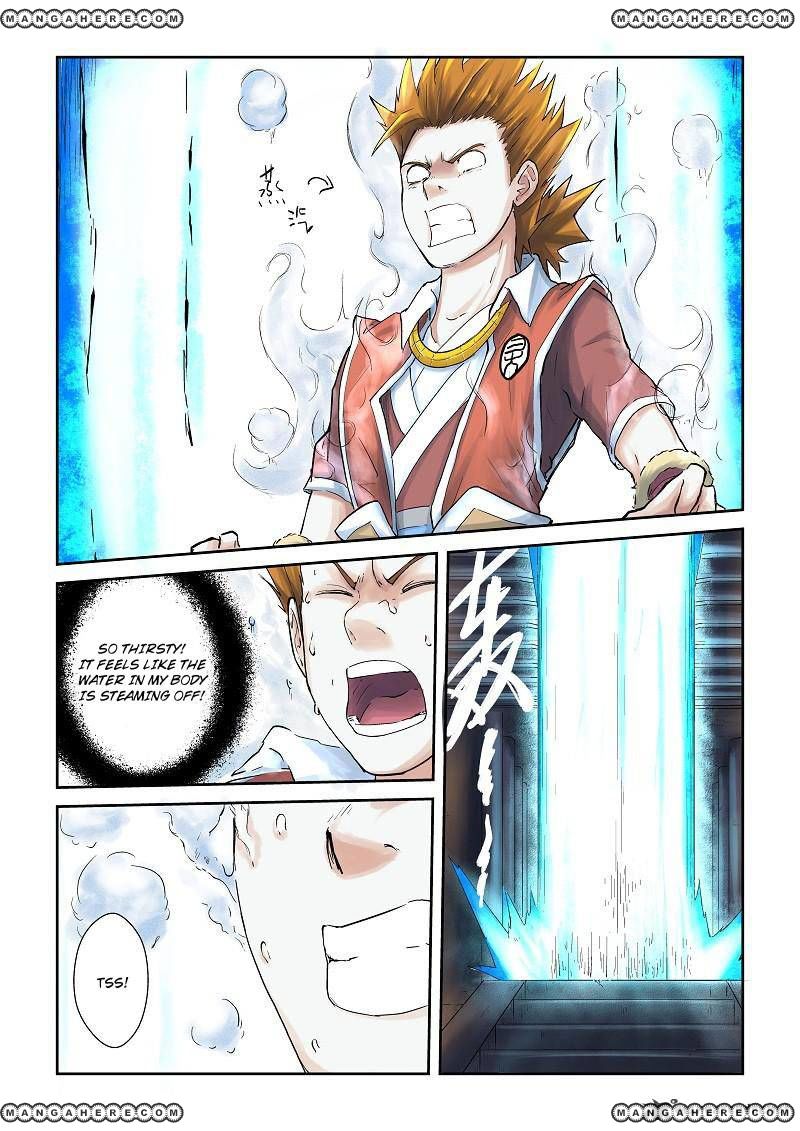 MANGAHERE.COM
MANGAHERE.COM
蒸
汽
SO THIRSTY!
IT FEELS LIKE THE
WATER IN MY BODY
IS STEAMING OFF!
轰
TSS!
MANGAHERE.COM
MANGAHERE.COM